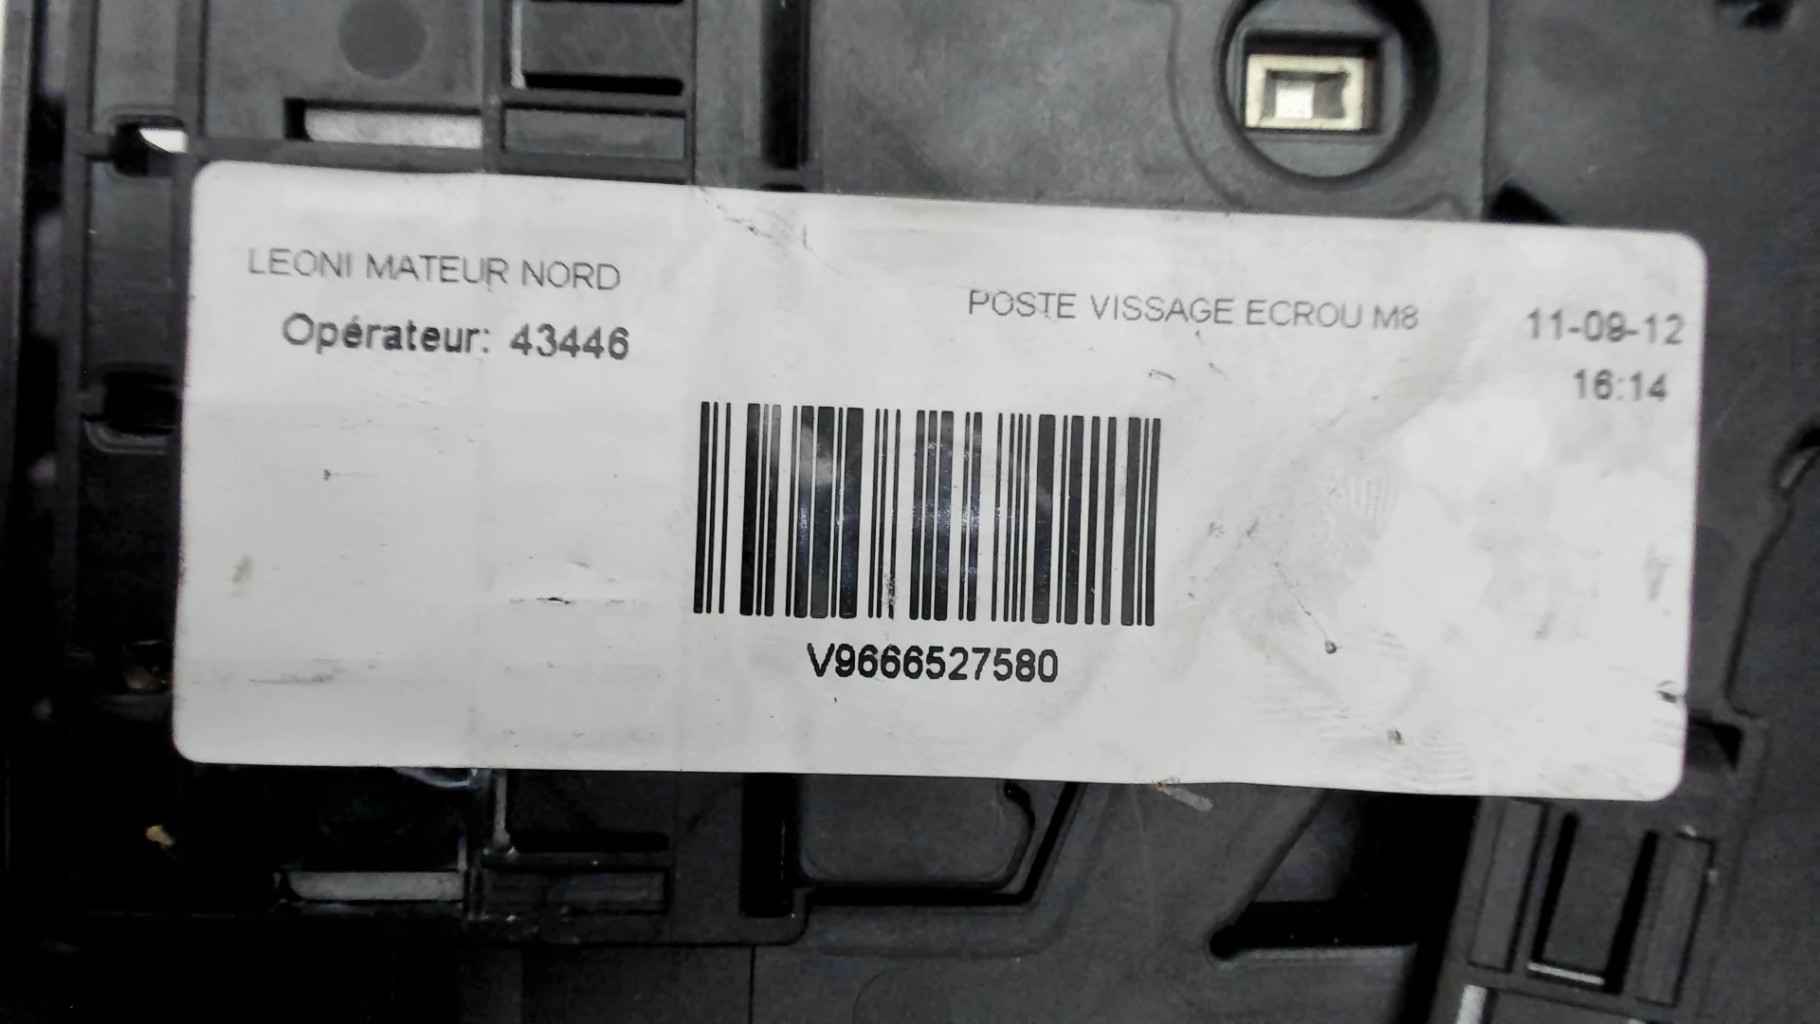 LEONI MATEUR NORD
Opérateur: 43446
POSTE VISSAGE ECROU M8
11-09-12
16:14
V9666527580